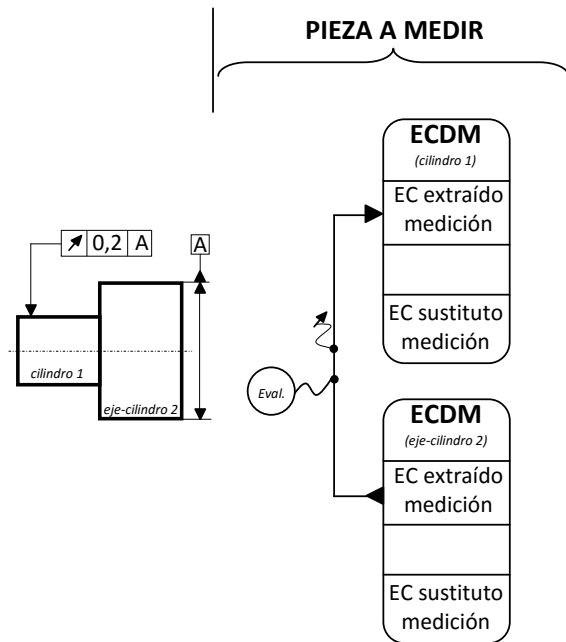 PIEZA A MEDIR
ECDM
(cilindro 1)
EC extraído
medición
EC sustituto
medición
0,2 A
A
cilindro 1
eje-cilindro 2
Eval.
ECDM
(eje-cilindro 2)
EC extraído
medición
EC sustituto
medición